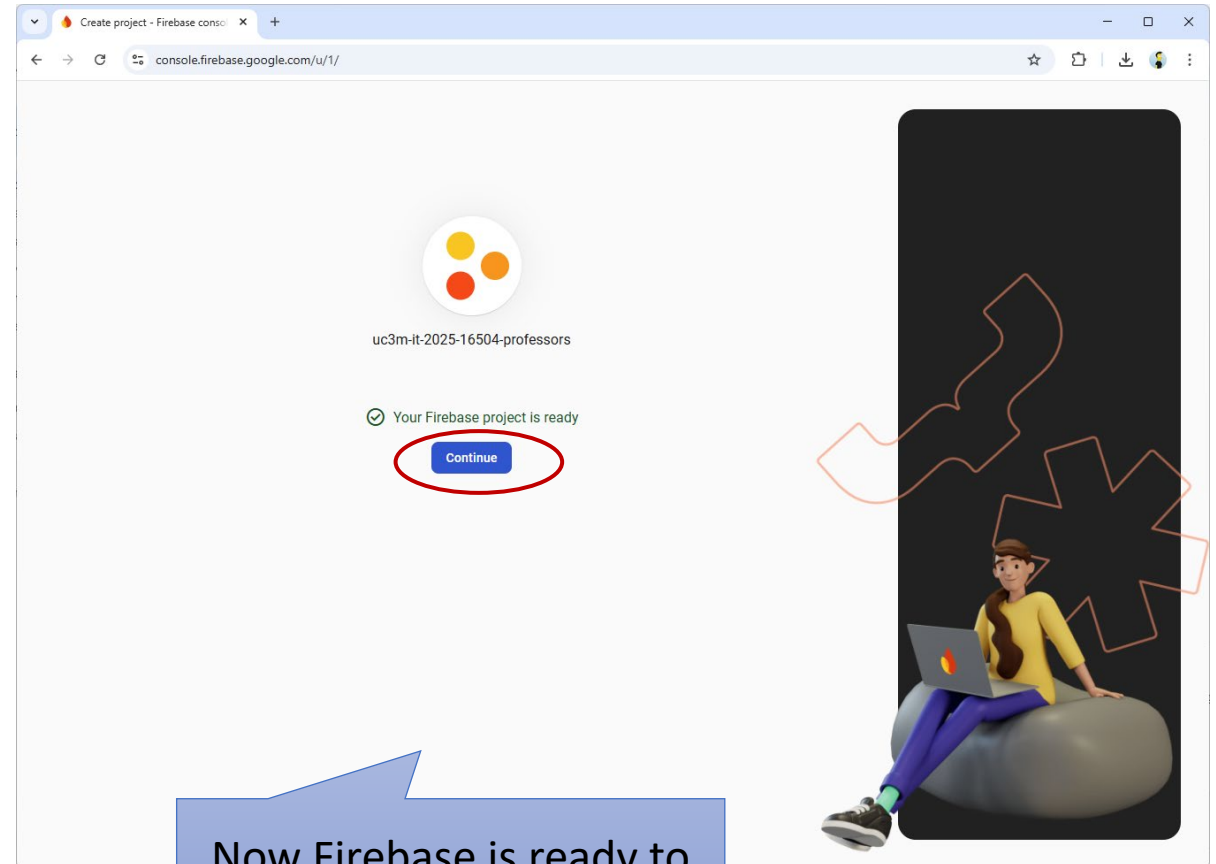 Create project - Firebase conso
console.firebase.google.com/u/1/
uc3m-it-2025-16504-professors
Your Firebase project is ready
Continue
Now Firebase is ready to